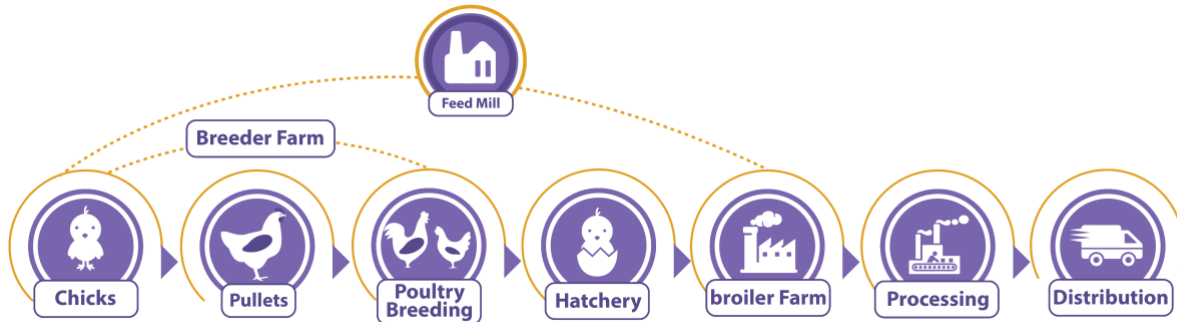 Feed Mill
Breeder Farm
Chicks
Pullets
Poultry
Breeding
Hatchery
broiler Farm
Processing
Distribution